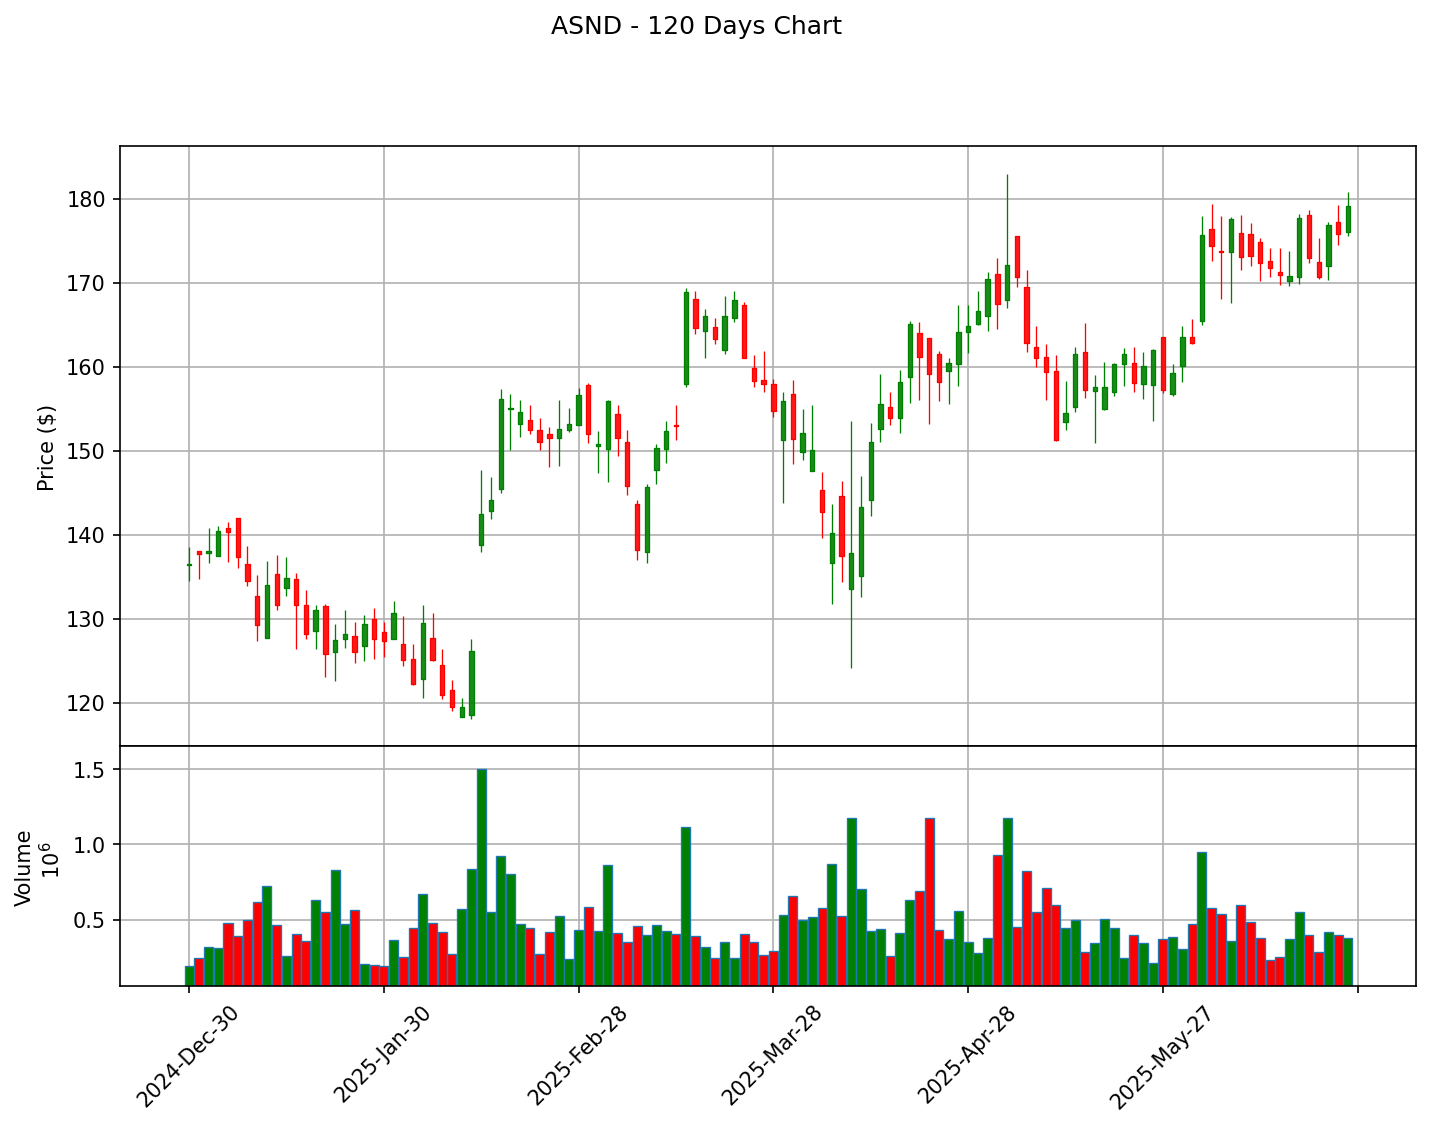 ASND - 120 Days Chart
180
170
160
150
140
130
120
Price ($)
1.5
1.0
0.5
Volume
10⁶
2024-Dec-30
2025-Jan-30
2025-Feb-28
2025-Mar-28
2025-Apr-28
2025-May-27